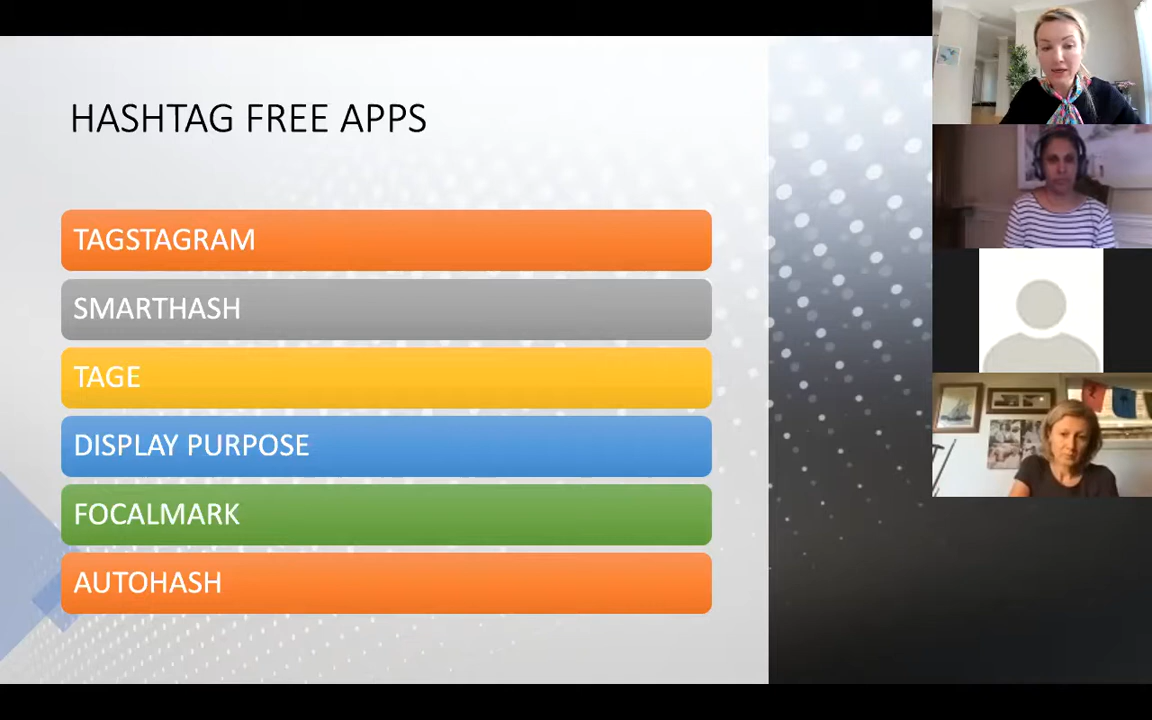 HASHTAG FREE APPS
TAGSTAGRAM
SMARTHASH
TAGE
DISPLAY PURPOSE
FOCALMARK
AUTOHASH